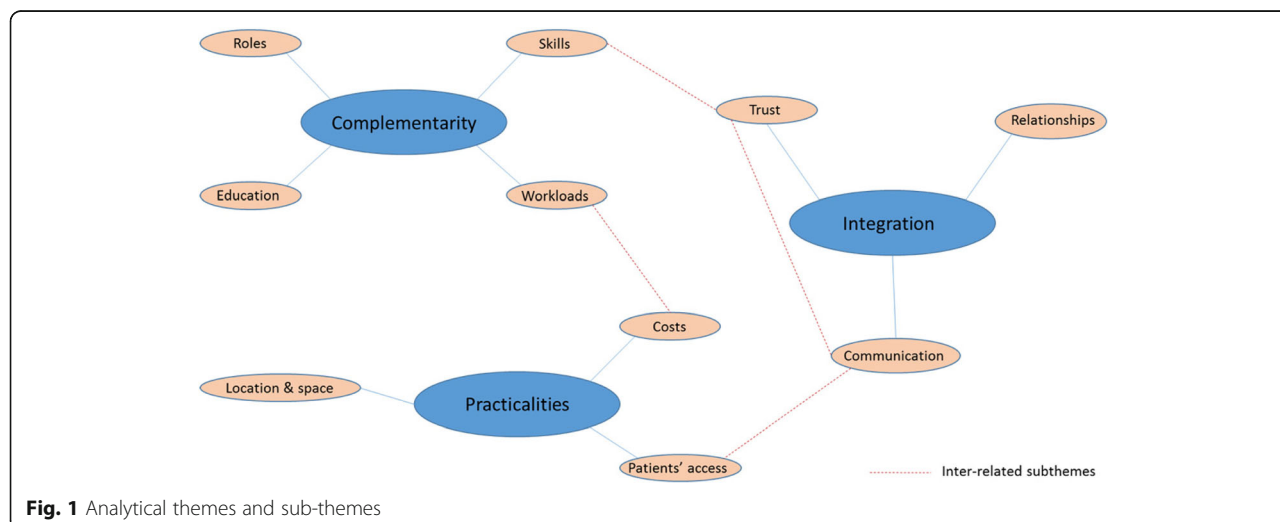 Roles
Skills
Complementarity
Trust
Relationships
Education
Workloads
Integration
Costs
Communication
Location & space
Practicalities
Patients’ access
Inter-related subthemes
Fig. 1 Analytical themes and sub-themes